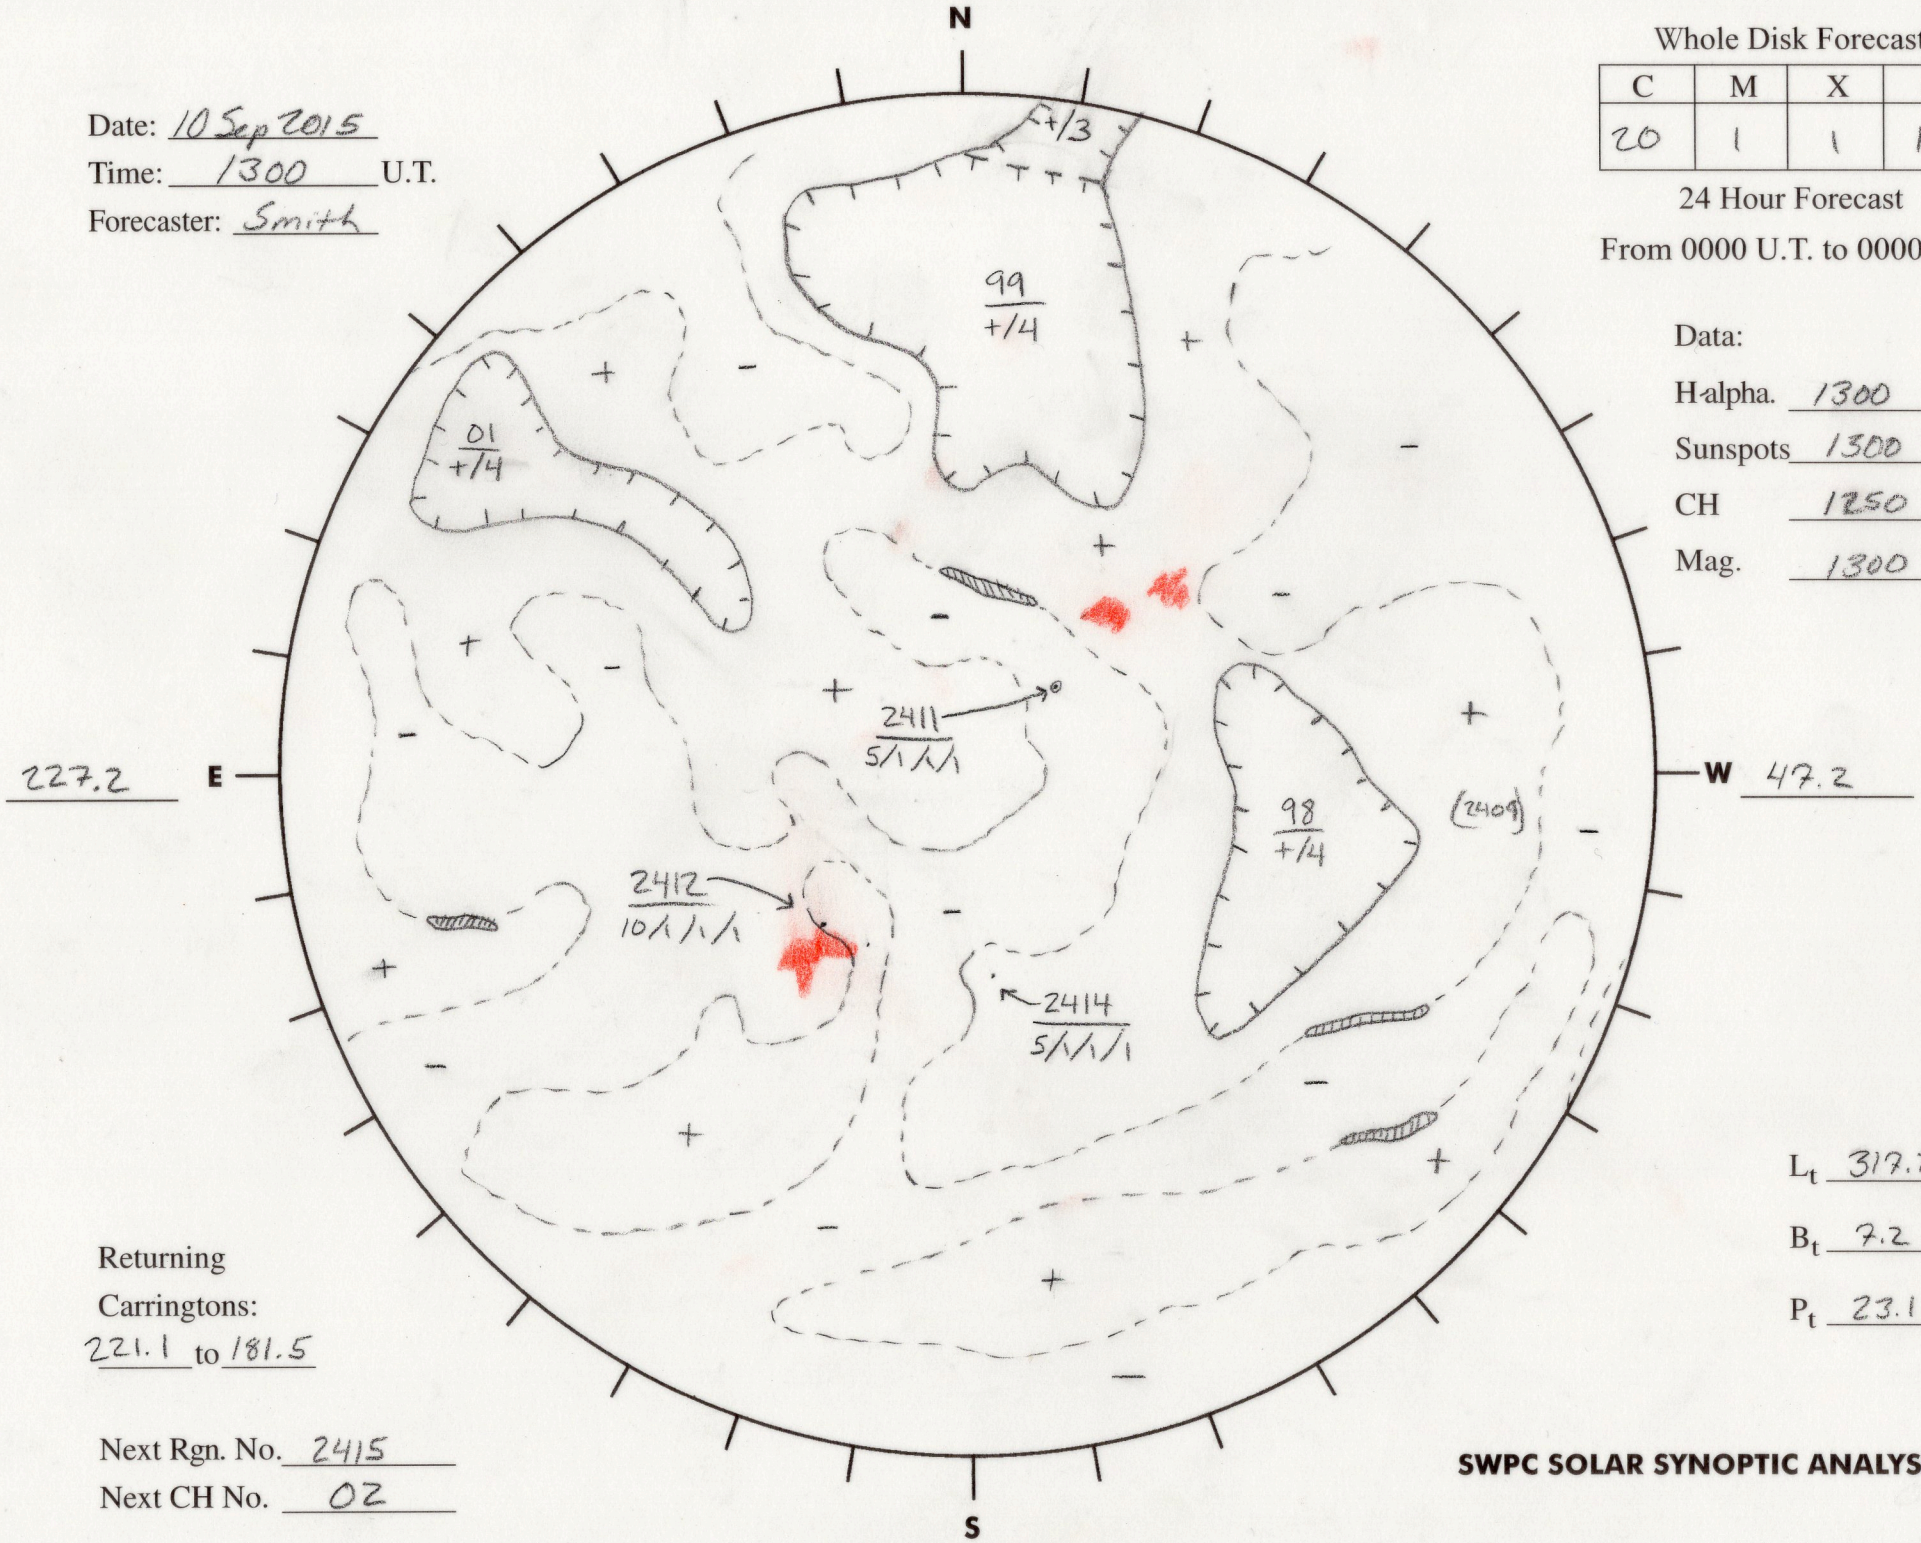 N
Date: 10 Sep 2015
Time: 1300 U.T.
Forecaster: Smith
Whole Disk Forecast
C M X
20 1 1 1
24 Hour Forecast
From 0000 U.T. to 0000
Data:
H-alpha. 1300
Sunspots 1300
CH 1250
Mag. 1300
+/3
99
+/4
+
+
-
01
+/4
-
+
+
-
-
-
+
-
+
2411
5/1/1/1
+
-
227.2 E
W 47.2
98
+/4
(2409)
-
2412
10/1/1/1
-
+
2414
5/1/1/1
-
-
+
+
-
+
-
Lt 317.
Bt 7.2
Pt 23.1
Returning
Carringtons:
221.1 to 181.5
Next Rgn. No. 2415
Next CH No. 02
SWPC SOLAR SYNOPTIC ANALYS
S